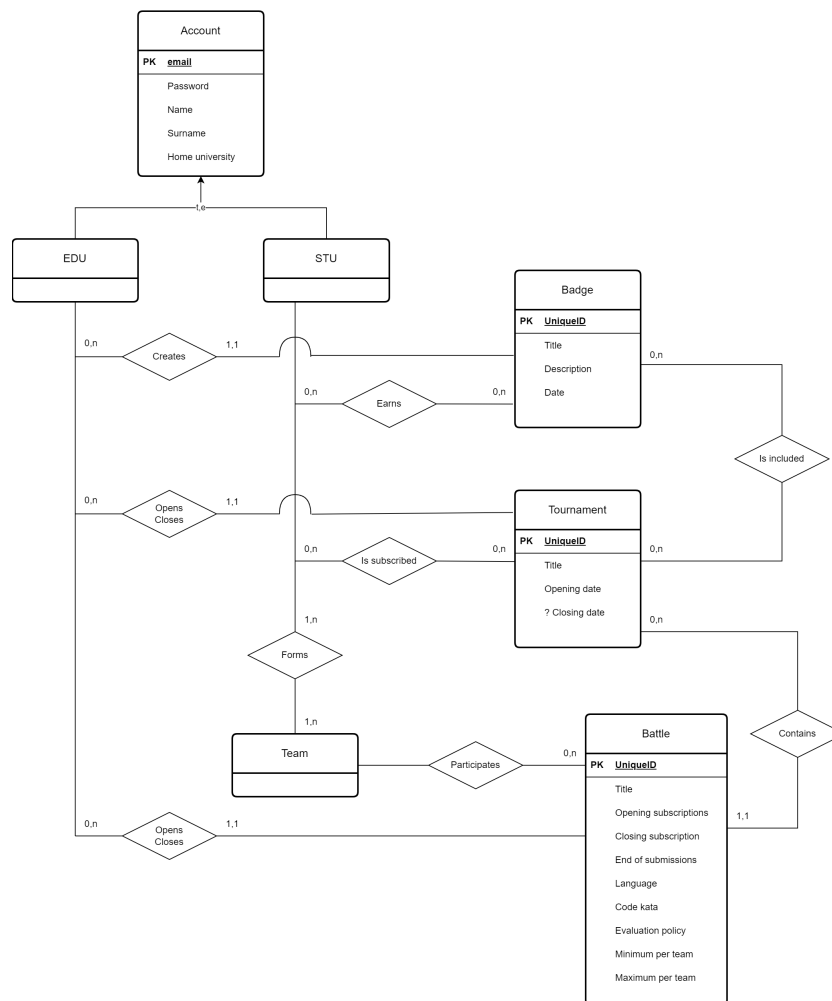 Account
PK email
Password
Name
Surname
Home university
t,e
EDU
STU
Badge
PK UniqueID
Title
Description
Date
0,n
Creates
1,1
0,n
0,n
Earns
0,n
Is included
0,n
Opens
Closes
1,1
Tournament
PK UniqueID
Title
Opening date
? Closing date
0,n
Is subscribed
0,n
0,n
0,n
1,n
Forms
1,n
Team
Participates
0,n
Contains
1,1
Battle
PK UniqueID
Title
Opening subscriptions
Closing subscription
End of submissions
Language
Code kata
Evaluation policy
Minimum per team
Maximum per team
0,n
Opens
Closes
1,1